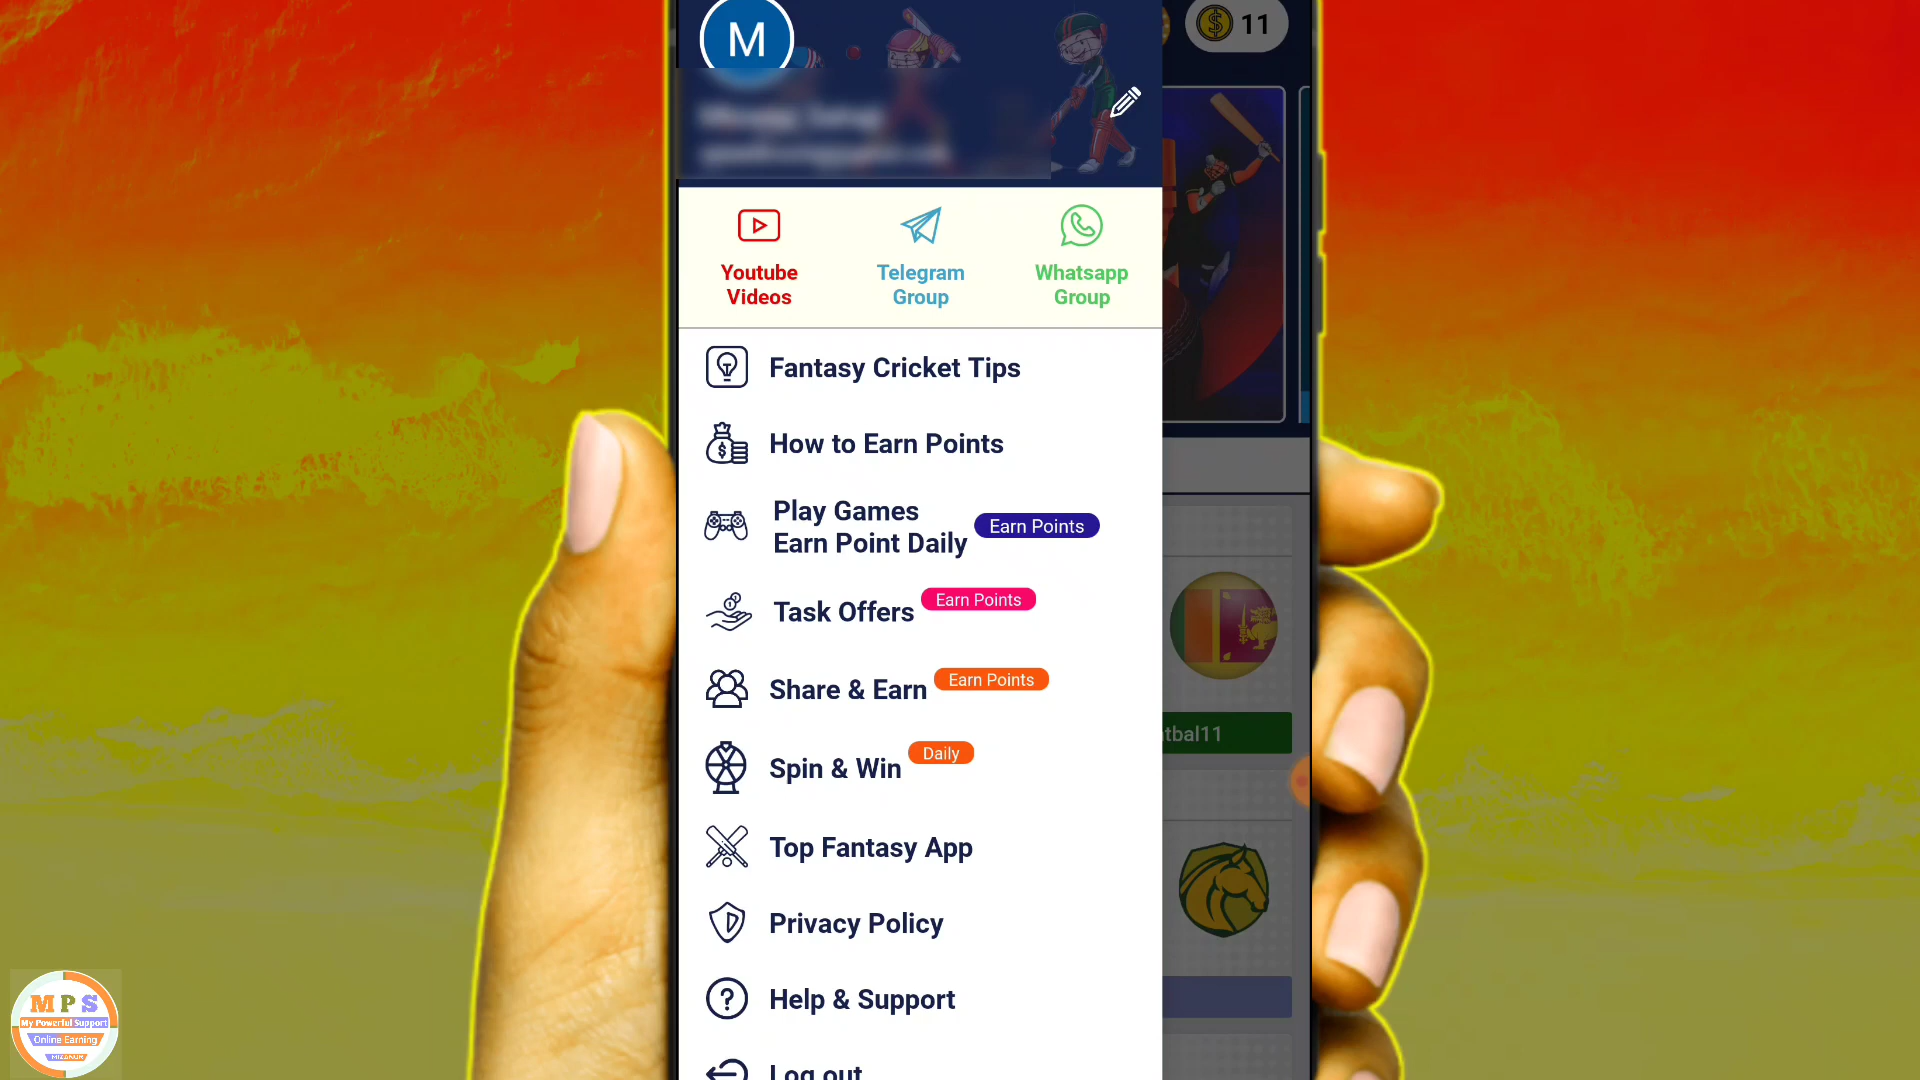 M
11
Youtube
Videos
Telegram
Group
Whatsapp
Group
Fantasy Cricket Tips
How to Earn Points
Play Games
Earn Point Daily
Earn Points
Task Offers
Earn Points
Share & Earn
Earn Points
Spin & Win
Daily
tbal11
Top Fantasy App
Privacy Policy
Help & Support
Log out
M P S
My Powerful Support
Online Earning
MIZANUR